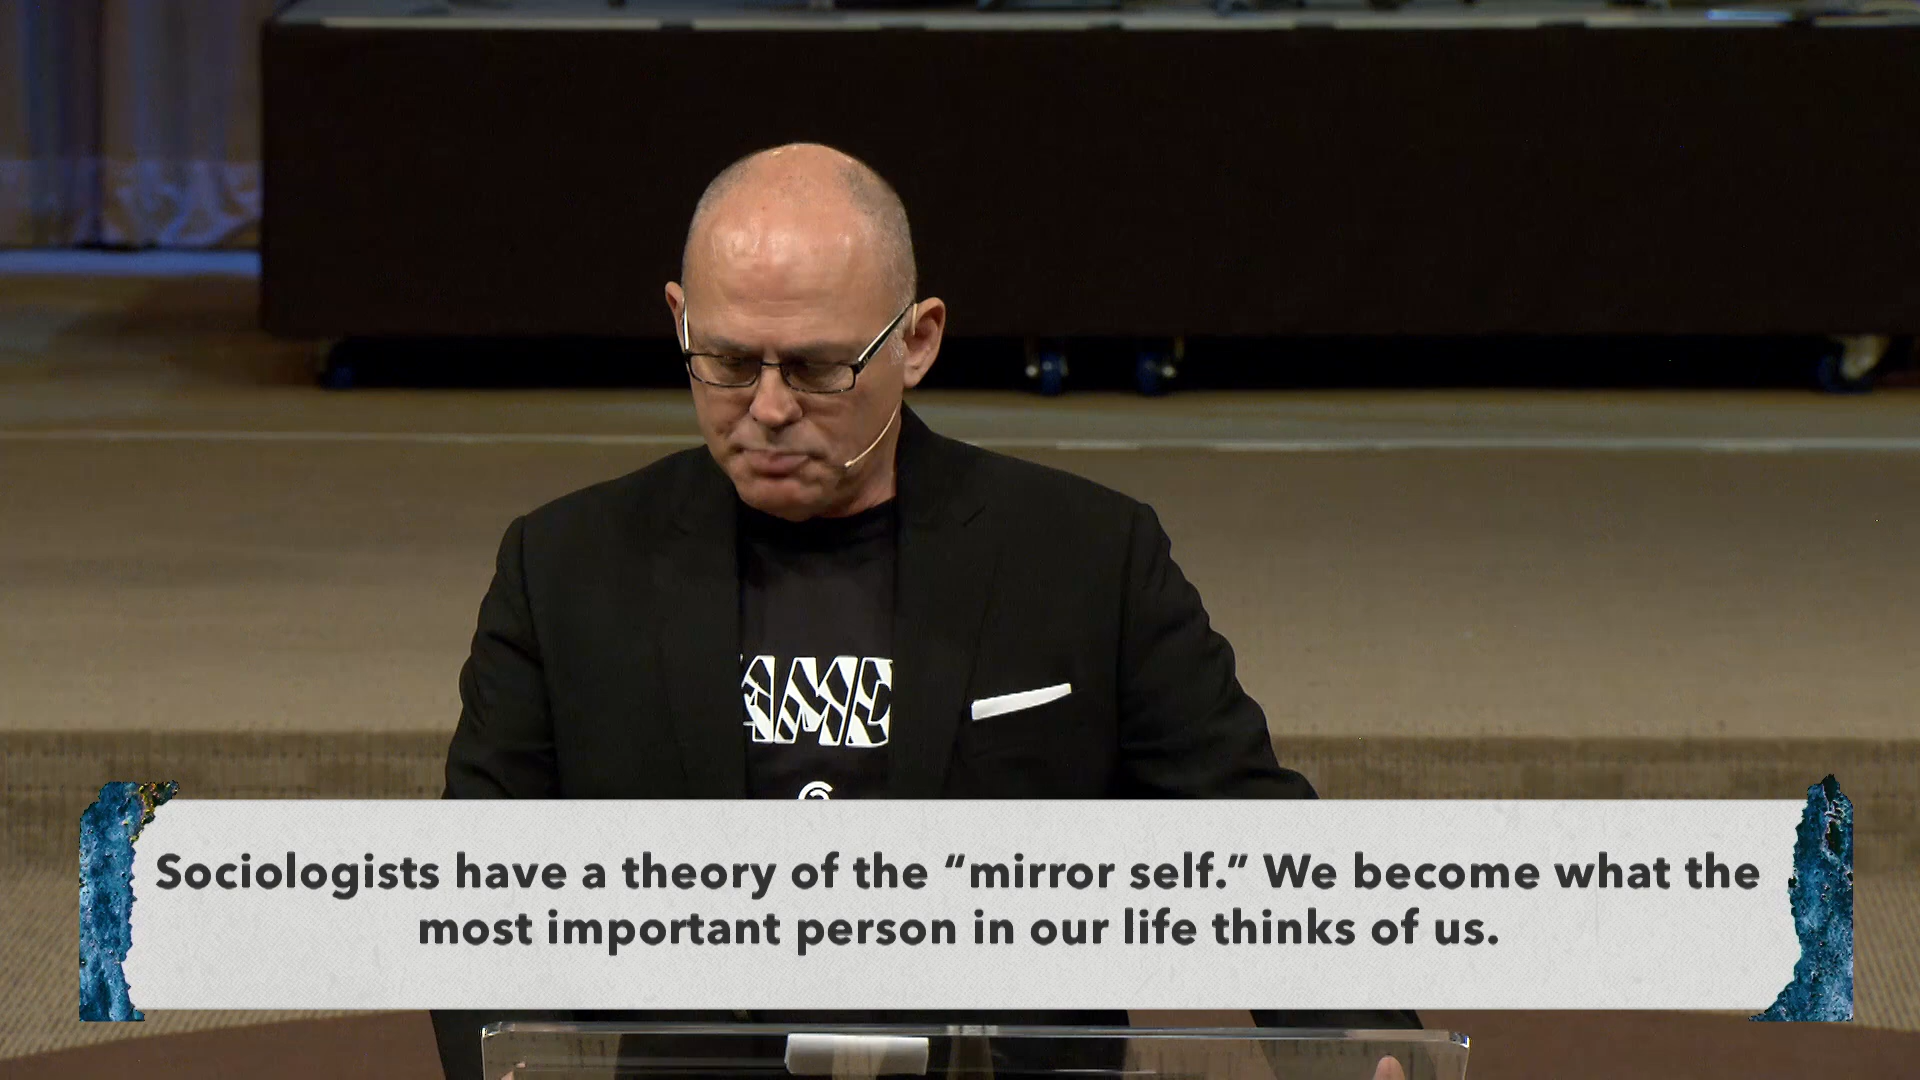 AME
Sociologists have a theory of the “mirror self.” We become what the
most important person in our life thinks of us.